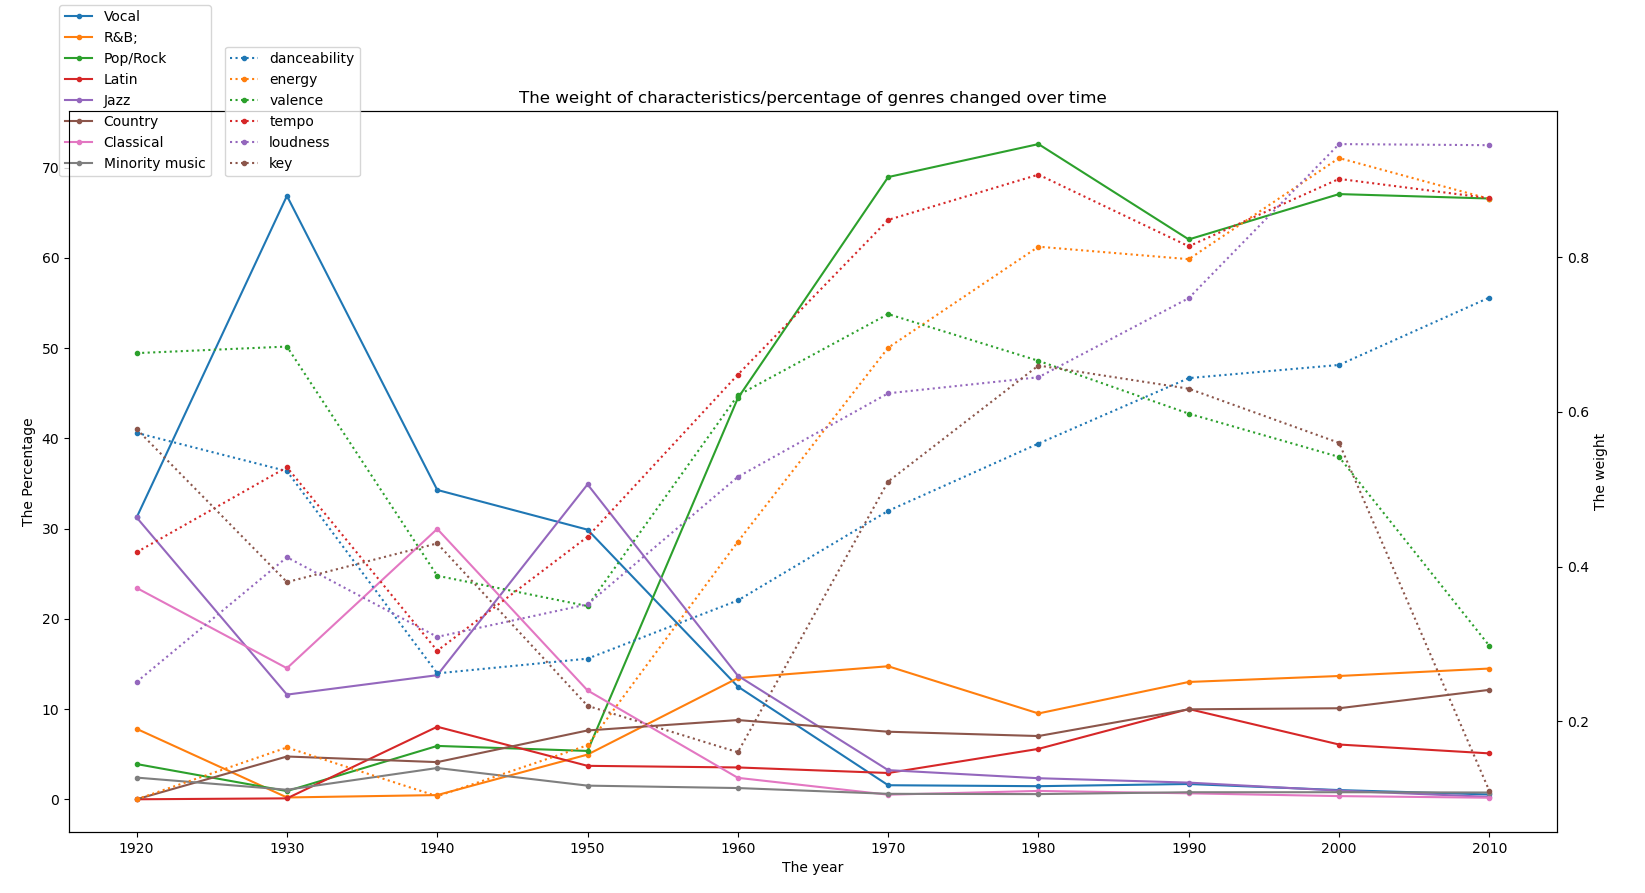 Vocal
R&B;
Pop/Rock
Latin
Jazz
Country
Classical
Minority music
danceability
energy
valence
tempo
loudness
key
The weight of characteristics/percentage of genres changed over time
70
60
50
40
30
20
10
0
The Percentage
0.8
0.6
0.4
0.2
The weight
1920 1930 1940 1950 1960 1970 1980 1990 2000 2010
The year